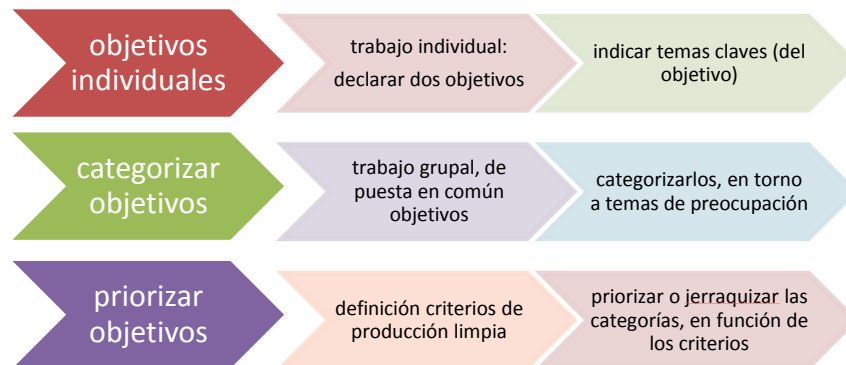 objetivos
individuales
trabajo individual:
declarar dos objetivos
indicar temas claves (del
objetivo)
categorizar
objetivos
trabajo grupal, de
puesta en común
objetivos
categorizarlos, en torno
a temas de preocupación
priorizar
objetivos
definición criterios de
producción limpia
priorizar o jerraquizar las
categorías, en función de
los criterios